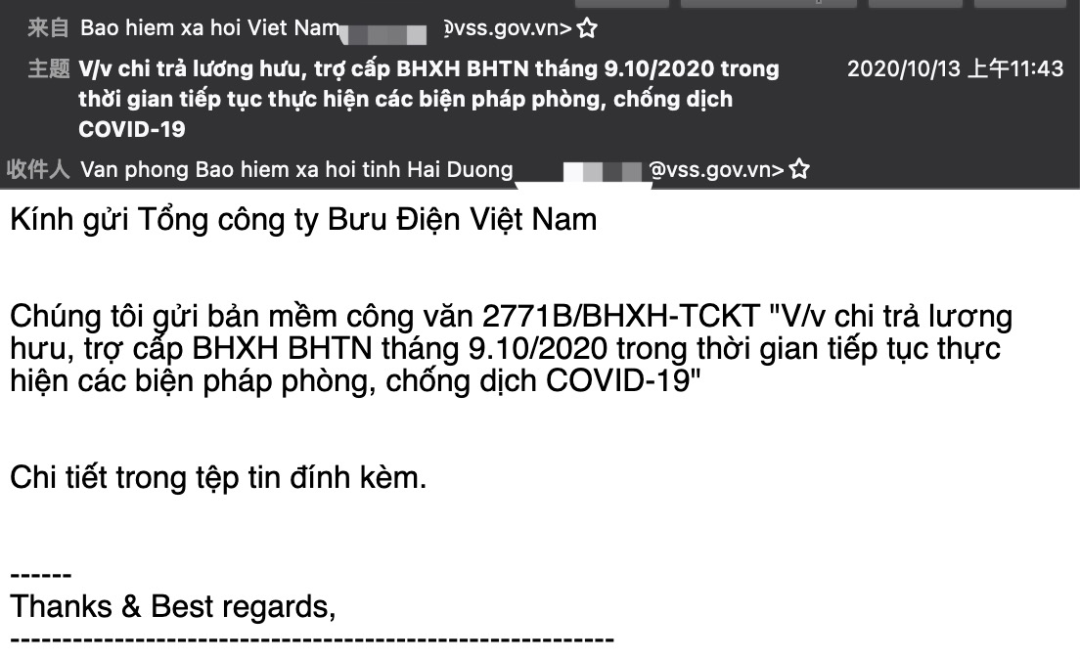 来自 Bao hiem xa hoi Viet Nam @vss.gov.vn>
主题 V/v chi trả lương hưu, trợ cấp BHXH BHTN tháng 9.10/2020 trong 2020/10/13 上午11:43
thời gian tiếp tục thực hiện các biện pháp phòng, chống dịch
COVID-19
收件人 Van phong Bao hiem xa hoi tinh Hai Duong @vss.gov.vn>
Kính gửi Tổng công ty Bưu Điện Việt Nam
Chúng tôi gửi bản mềm công văn 2771B/BHXH-TCKT "V/v chi trả lương
hưu, trợ cấp BHXH BHTN tháng 9.10/2020 trong thời gian tiếp tục thực
hiện các biện pháp phòng, chống dịch COVID-19"
Chi tiết trong tệp tin đính kèm.
------
Thanks & Best regards,
----------------------------------------------------------